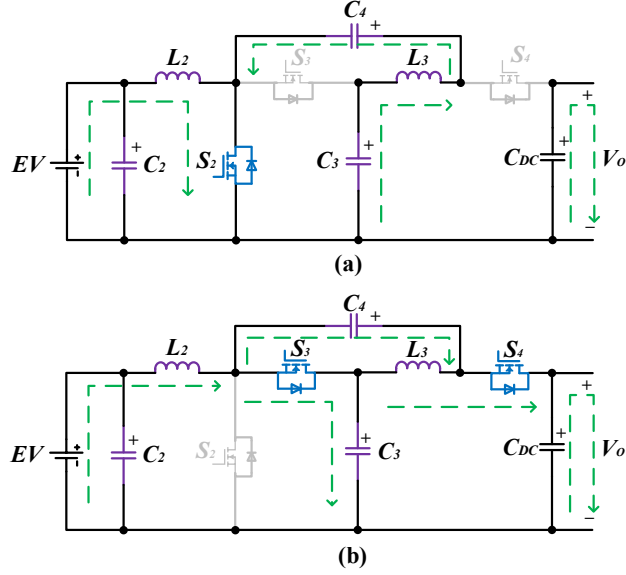 C4
+
L2 S3 L3 S4
+ + +
EV C2 S2 C3 CDC VO
−
(a)
C4
+
L2 S3 L3 S4
+ + +
EV C2 S2 C3 CDC VO
−
(b)